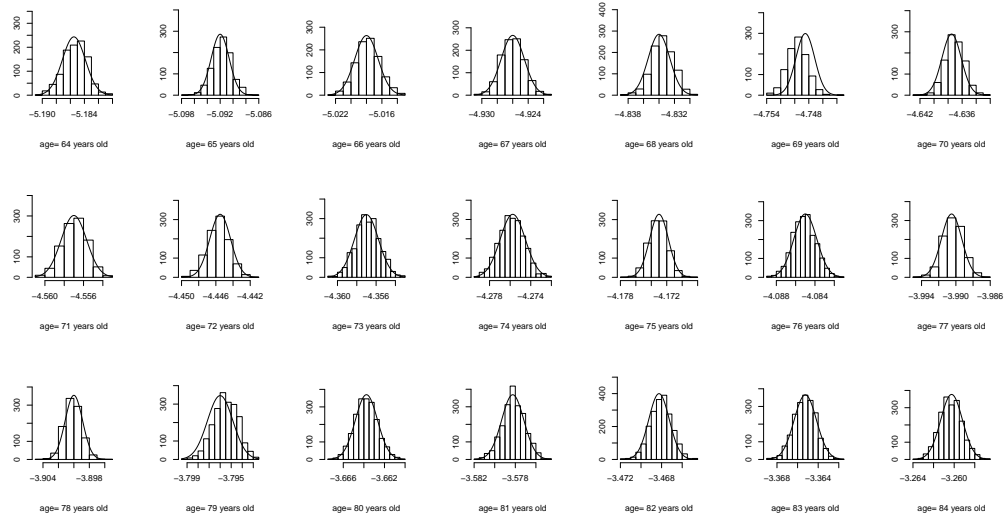 0 100 200 300
−5.190 −5.184
age= 64 years old
0 100 200 300 400
−5.098 −5.092 −5.086
age= 65 years old
0 100 200 300
−5.022 −5.016
age= 66 years old
0 100 200 300
−4.930 −4.924
age= 67 years old
0 100 200 300 400
−4.838 −4.832
age= 68 years old
0 100 200 300
−4.754 −4.748
age= 69 years old
0 100 300
−4.642 −4.636
age= 70 years old
0 100 300
−4.560 −4.556
age= 71 years old
0 100 300
−4.450 −4.446 −4.442
age= 72 years old
0 100 300
−4.360 −4.356
age= 73 years old
0 100 300
−4.278 −4.274
age= 74 years old
0 100 300
−4.178 −4.172
age= 75 years old
0 100 300
−4.088 −4.084
age= 76 years old
0 100 300
−3.994 −3.990 −3.986
age= 77 years old
0 100 300
−3.904 −3.898
age= 78 years old
0 100 300
−3.799 −3.795
age= 79 years old
0 100 300
−3.666 −3.662
age= 80 years old
0 100 300
−3.582 −3.578
age= 81 years old
0 200 400
−3.472 −3.468
age= 82 years old
0 100 300
−3.368 −3.364
age= 83 years old
0 100 300
−3.264 −3.260
age= 84 years old